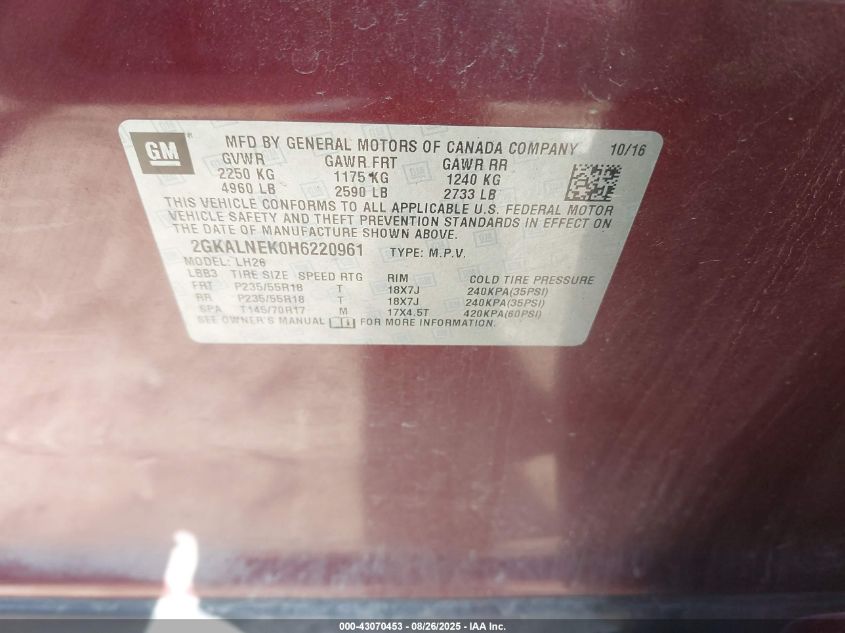 GM
MFD BY GENERAL MOTORS OF CANADA COMPANY 10/16
GVWR GAWR FRT GAWR RR
2250 KG 1175 KG 1240 KG
4960 LB 2590 LB 2733 LB
THIS VEHICLE CONFORMS TO ALL APPLICABLE U.S. FEDERAL MOTOR
VEHICLE SAFETY AND THEFT PREVENTION STANDARDS IN EFFECT ON
THE DATE OF MANUFACTURE SHOWN ABOVE.
2GKALNEK0H6220961 TYPE: M.P.V.
MODEL: LH26
LBB3 TIRE SIZE SPEED RTG RIM COLD TIRE PRESSURE
FRT P235/55R18 T 18X7J 240KPA(35PSI)
RR P235/55R18 T 18X7J 240KPA(35PSI)
SPA T145/70R17 M 17X4.5T 420KPA(60PSI)
SEE OWNER'S MANUAL FOR MORE INFORMATION.
000-43070453 - 08/26/2025 - IAA Inc.